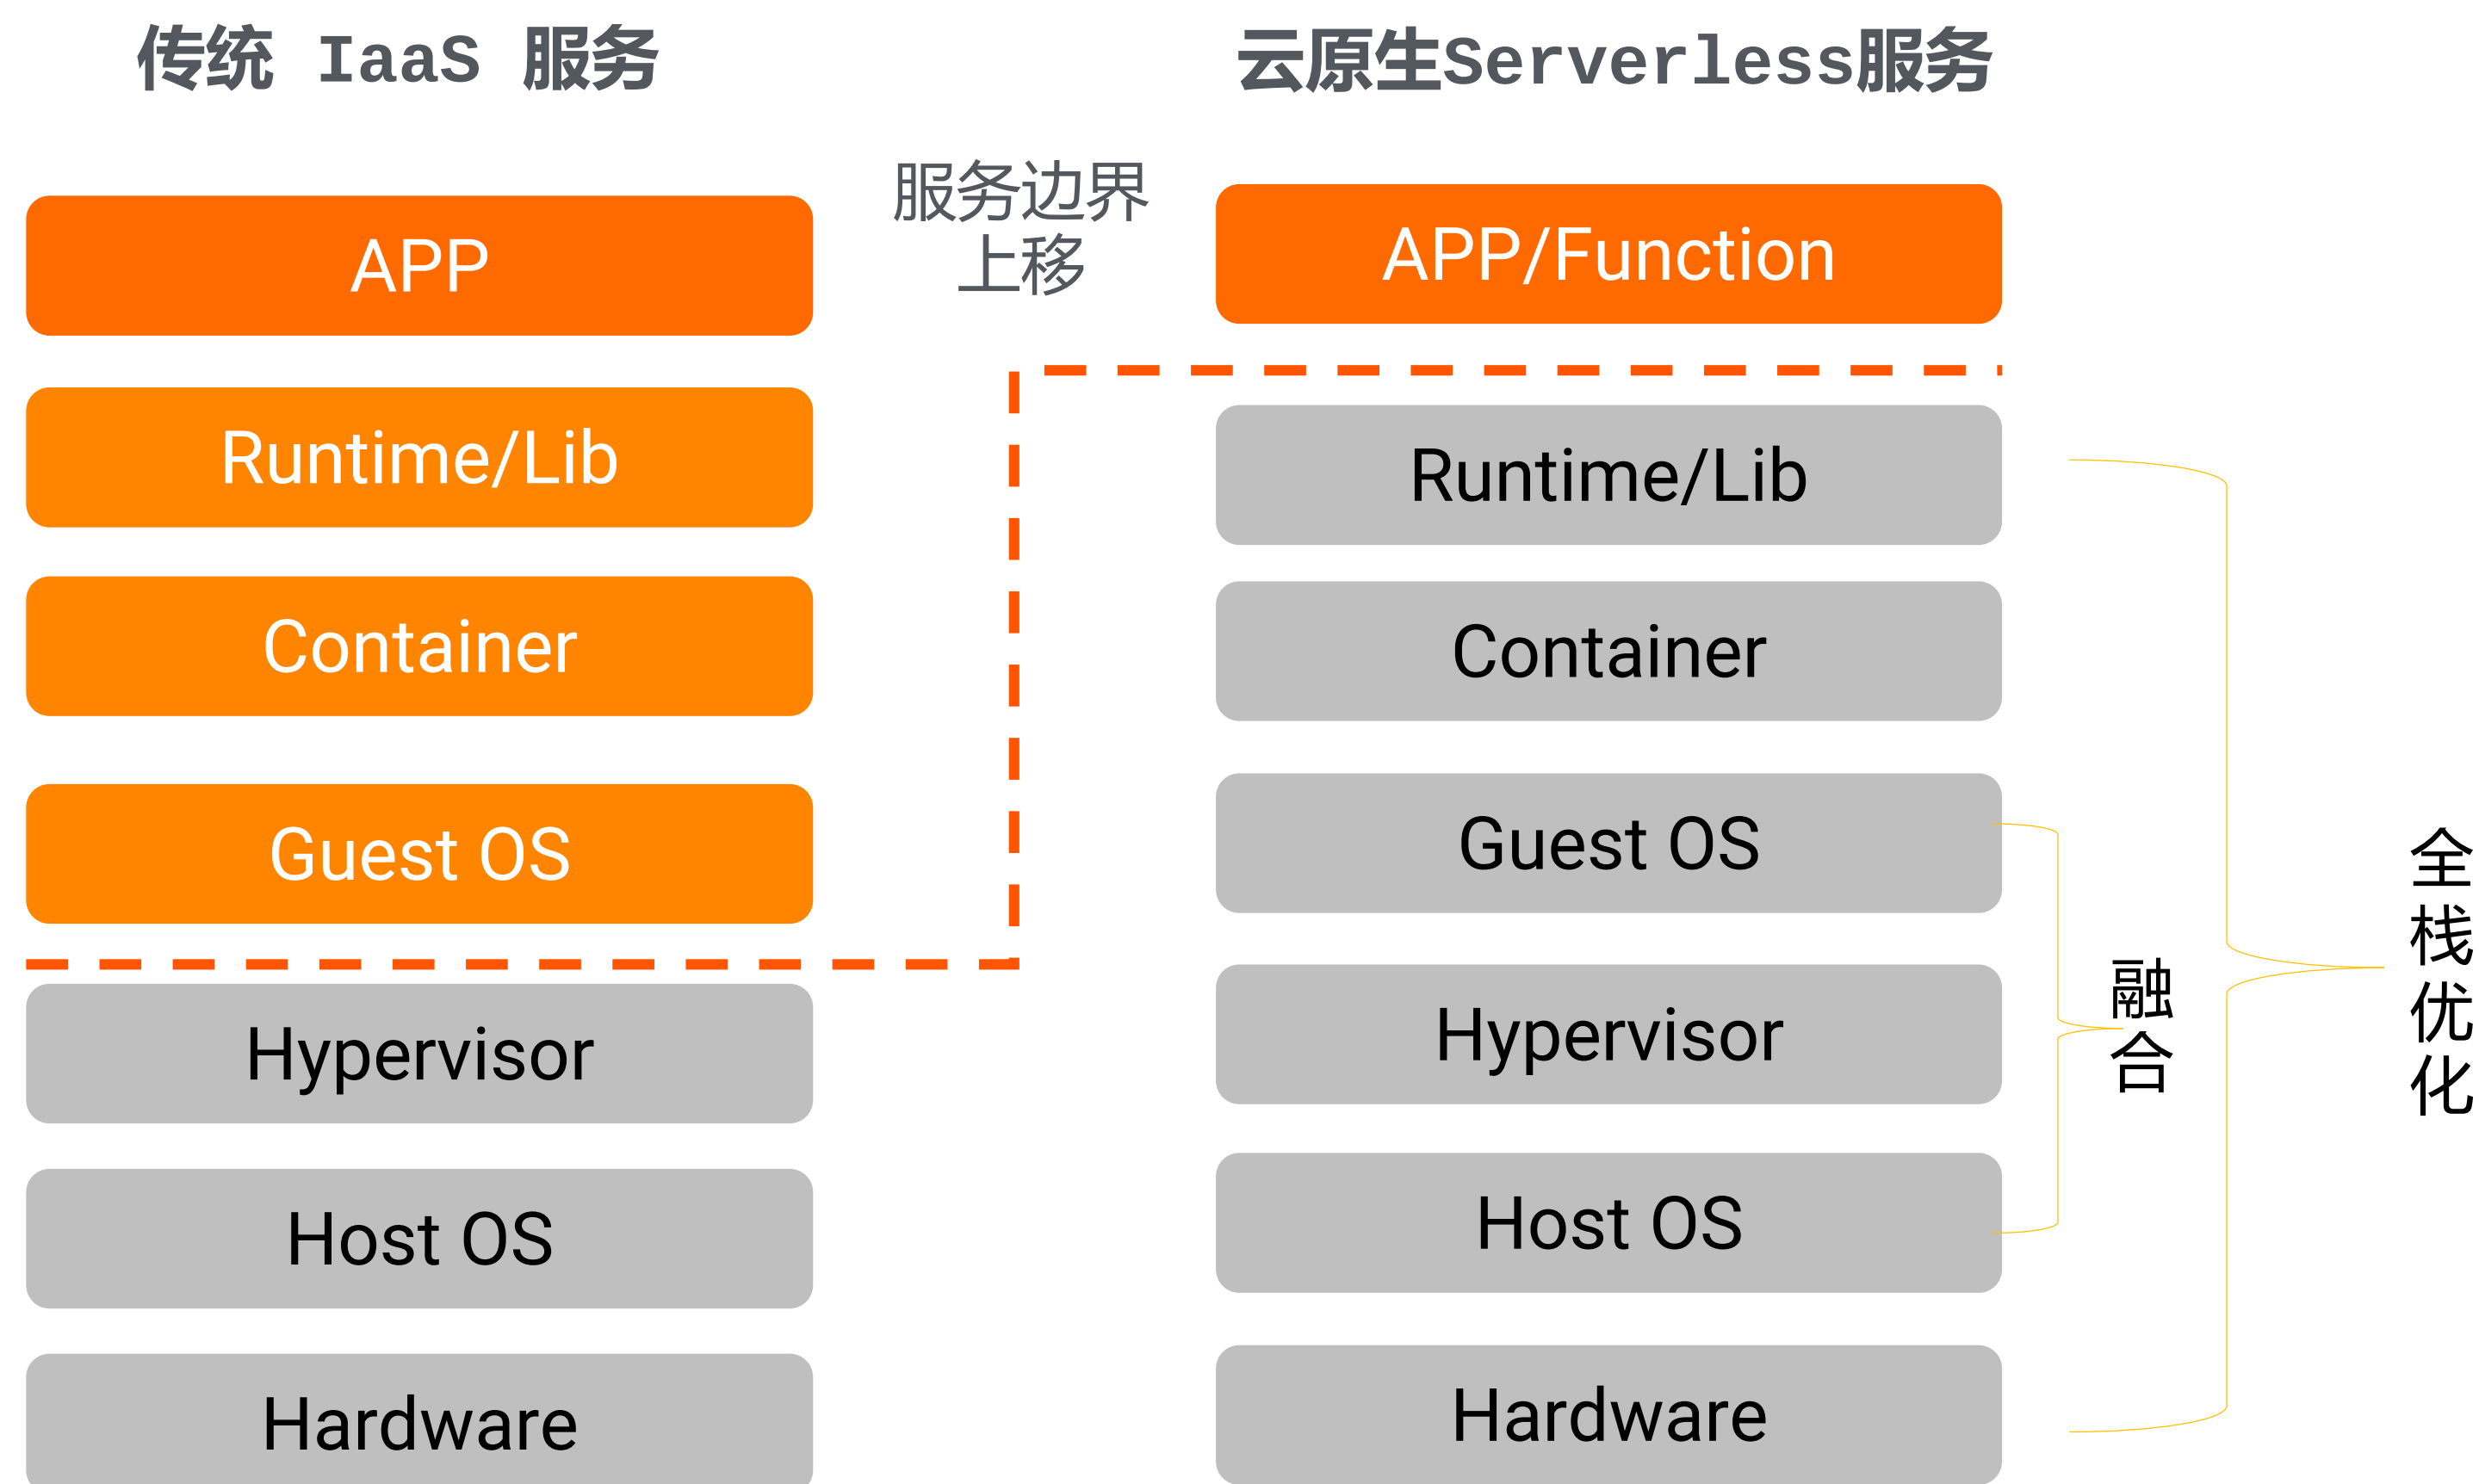 传统 IaaS 服务
云原生Serverless服务
服务边界
上移
APP
Runtime/Lib
Container
Guest OS
Hypervisor
Host OS
Hardware
APP/Function
Runtime/Lib
Container
Guest OS
Hypervisor
Host OS
Hardware
融合
全栈优化